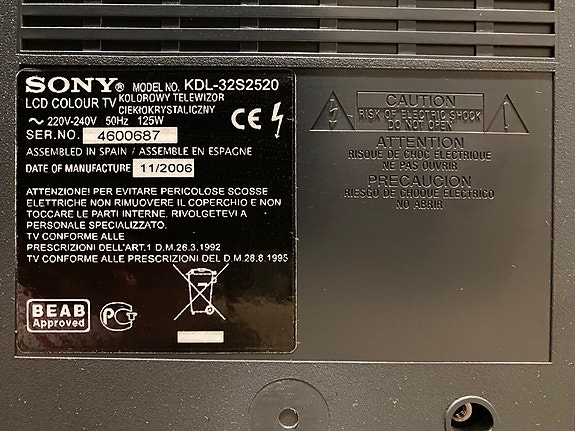 SONY® MODEL NO. KDL-32S2520
LCD COLOUR TV KOLOROWY TELEWIZOR
CIEKŁOKRYSTALICZNY
~ 220V-240V 50Hz 125W
SER.NO. 4600687
ASSEMBLED IN SPAIN / ASSEMBLE EN ESPAGNE
DATE OF MANUFACTURE 11/2006
ATTENZIONE! PER EVITARE PERICOLOSE SCOSSE
ELETTRICHE NON RIMUOVERE IL COPERCHIO E NON
TOCCARE LE PARTI INTERNE. RIVOLGETEVI A
PERSONALE SPECIALIZZATO.
TV CONFORME ALLE
PRESCRIZIONI DELL'ART.1 D.M.26.3.1992
TV CONFORME ALLE PRESCRIZIONI DEL D.M.28.8.1995
CE
BEAB
Approved
PCT
CAUTION
RISK OF ELECTRIC SHOCK
DO NOT OPEN
ATTENTION
RISQUE DE CHOC ELECTRIQUE
NE PAS OUVRIR
PRECAUCION
RIESGO DE CHOQUE ELECTRICO
NO ABRIR